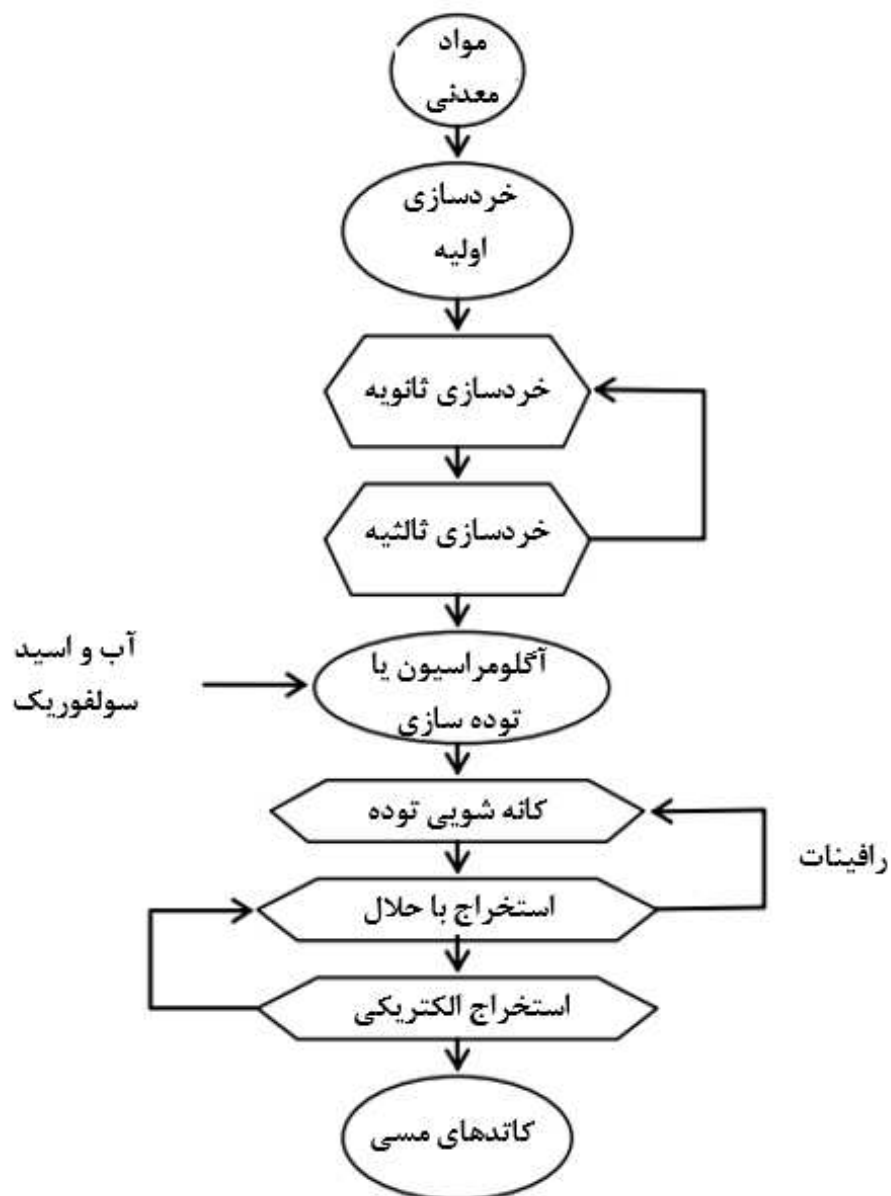 مواد
معدنی
خردسازی
اولیه
خردسازی ثانویه
خردسازی ثالثیه
آب و اسید
سولفوریک
آگلومراسیون یا
توده سازی
کانه شویی توده
رافینات
استخراج با حلال
استخراج الکتریکی
کاتدهای مسی